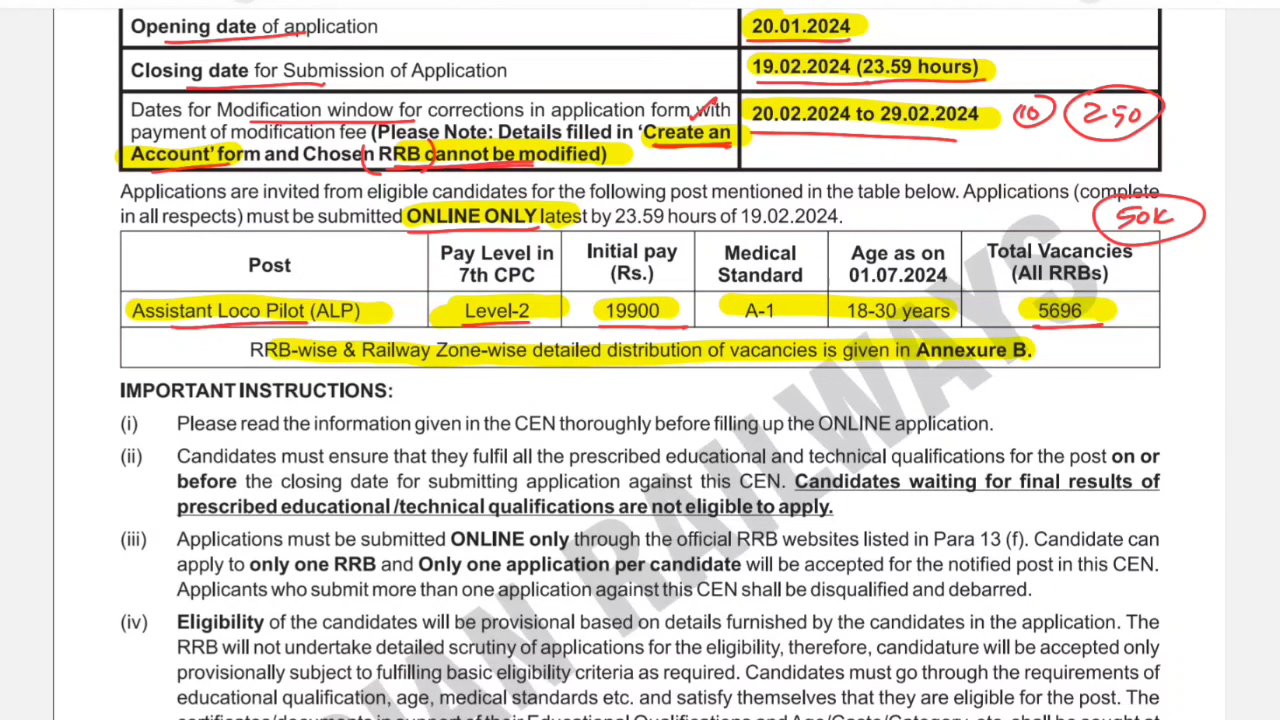 Opening date of application 20.01.2024
Closing date for Submission of Application 19.02.2024 (23.59 hours)
Dates for Modification window for corrections in application form with
payment of modification fee (Please Note: Details filled in ‘Create an
Account’ form and Chosen RRB cannot be modified)
20.02.2024 to 29.02.2024 10 250
Applications are invited from eligible candidates for the following post mentioned in the table below. Applications (complete
in all respects) must be submitted ONLINE ONLY latest by 23.59 hours of 19.02.2024.
50K
Post Pay Level in 7th CPC Initial pay (Rs.) Medical Standard Age as on 01.07.2024 Total Vacancies (All RRBs)
Assistant Loco Pilot (ALP) Level-2 19900 A-1 18-30 years 5696
RRB-wise & Railway Zone-wise detailed distribution of vacancies is given in Annexure B.
IMPORTANT INSTRUCTIONS:
(i) Please read the information given in the CEN thoroughly before filling up the ONLINE application.
(ii) Candidates must ensure that they fulfil all the prescribed educational and technical qualifications for the post on or
before the closing date for submitting application against this CEN. Candidates waiting for final results of
prescribed educational/technical qualifications are not eligible to apply.
(iii) Applications must be submitted ONLINE only through the official RRB websites listed in Para 13 (f). Candidate can
apply to only one RRB and Only one application per candidate will be accepted for the notified post in this CEN.
Applicants who submit more than one application against this CEN shall be disqualified and debarred.
(iv) Eligibility of the candidates will be provisional based on details furnished by the candidates in the application. The
RRB will not undertake detailed scrutiny of applications for the eligibility, therefore, candidature will be accepted only
provisionally subject to fulfilling basic eligibility criteria as required. Candidates must go through the requirements of
educational qualification, age, medical standards etc. and satisfy themselves that they are eligible for the post. The
AN RAILWAYS